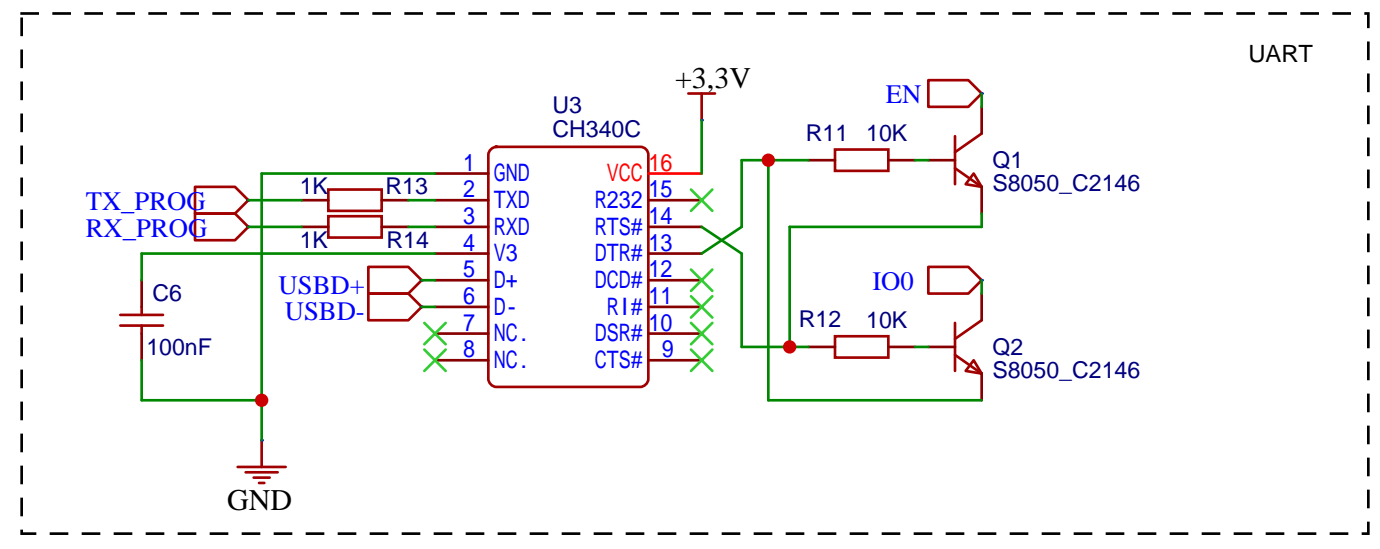 UART
+3,3V
EN
U3
CH340C
R11 10K
Q1
S8050_C2146
1 GND
VCC 16
TX_PROG
1K R13
2 TXD
R232 15
RX_PROG
1K R14
3 RXD
RTS# 14
4 V3
DTR# 13
C6
100nF
USBD+
5 D+
DCD# 12
USBD-
6 D-
RI# 11
7 NC.
DSR# 10
8 NC.
CTS# 9
IO0
R12 10K
Q2
S8050_C2146
GND